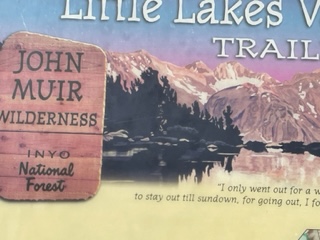 Little Lakes V
TRAIL
JOHN
MUIR
WILDERNESS
INYO
National
Forest
"I only went out for a w
to stay out till sundown, for going out, I fo